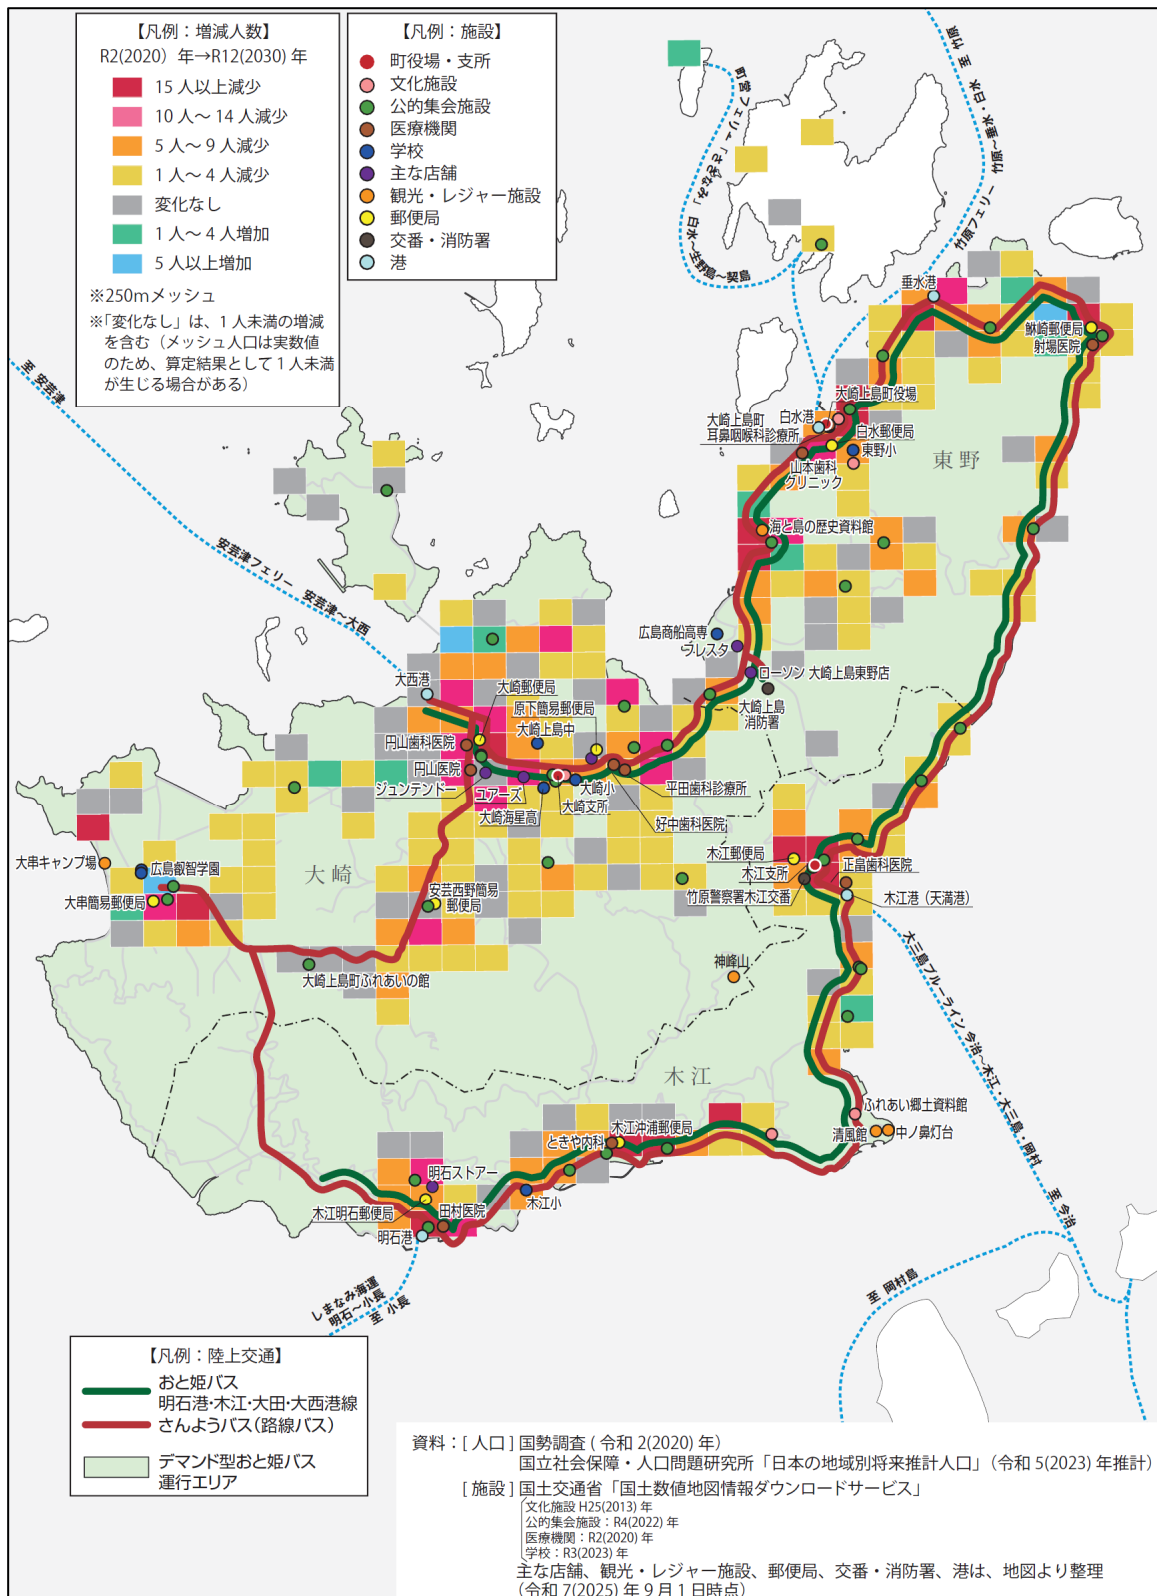 【凡例：増減人数】
R2(2020）年→R12(2030) 年
15 人以上減少
10 人～ 14 人減少
5 人～ 9 人減少
1 人～ 4 人減少
変化なし
1 人～ 4 人増加
5 人以上増加
※250mメッシュ
※「変化なし」は、1 人未満の増減
を含む（メッシュ人口は実数値
のため、算定結果として 1 人未満
が生じる場合がある）
【凡例：施設】
町役場・支所
文化施設
公的集会施設
医療機関
学校
主な店舗
観光・レジャー施設
郵便局
交番・消防署
港
町営フェリー「さざなみ」 白水～生野島～契島
至 竹原
竹原フェリー 竹原～垂水・白水
至 安芸津
安芸津フェリー 安芸津～大西
垂水港
鮴崎郵便局
射場医院
大崎上島町役場
大崎上島町
耳鼻咽喉科診療所
白水港
白水郵便局
東野小
山本歯科
クリニック
東野
海と島の歴史資料館
広島商船高専
プレスタ
ローソン 大崎上島東野店
大崎上島
消防署
大西港
大崎郵便局
原下簡易郵便局
大崎上島中
円山歯科医院
円山医院
ジュンテンドー
ユアーズ
大崎海星高
大崎小
大崎支所
平田歯科診療所
好中歯科医院
大串キャンプ場
広島叡智学園
大串簡易郵便局
大崎
安芸西野簡易
郵便局
大崎上島町ふれあいの館
木江郵便局
木江支所
竹原警察署木江交番
正畠歯科医院
木江港（天満港）
神峰山
大三島ブルーライン 今治～木江・大三島・岡村
至 今治
木江
ふれあい郷土資料館
清風館
中ノ鼻灯台
ときや内科
木江沖浦郵便局
明石ストアー
木江小
木江明石郵便局
田村医院
明石港
しまなみ海運
明石～小長
至 小長
至 岡村島
【凡例：陸上交通】
おと姫バス
明石港・木江・大田・大西港線
さんようバス（路線バス）
デマンド型おと姫バス
運行エリア
資料：[ 人口 ] 国勢調査 ( 令和 2(2020) 年）
国立社会保障・人口問題研究所「日本の地域別将来推計人口」（令和 5(2023) 年推計）
[ 施設 ] 国土交通省「国土数値地図情報ダウンロードサービス」
文化施設 H25(2013) 年
公的集会施設：R4(2022) 年
医療機関：R2(2020) 年
学校：R3(2023) 年
主な店舗、観光・レジャー施設、郵便局、交番・消防署、港は、地図より整理
（令和 7(2025) 年 9 月 1 日時点）